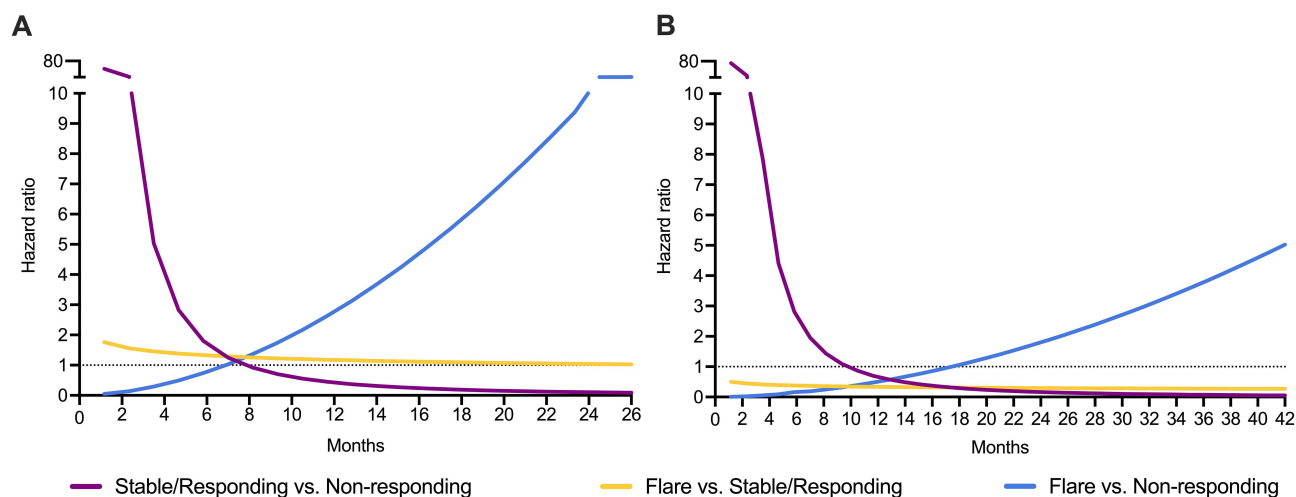 A
B
80
10
9
8
7
6
5
4
3
2
1
0
Hazard ratio
0 2 4 6 8 10 12 14 16 18 20 22 24 26
Months
80
10
9
8
7
6
5
4
3
2
1
0
Hazard ratio
0 2 4 6 8 10 12 14 16 18 20 22 24 26 28 30 32 34 36 38 40 42
Months
Stable/Responding vs. Non-responding
Flare vs. Stable/Responding
Flare vs. Non-responding